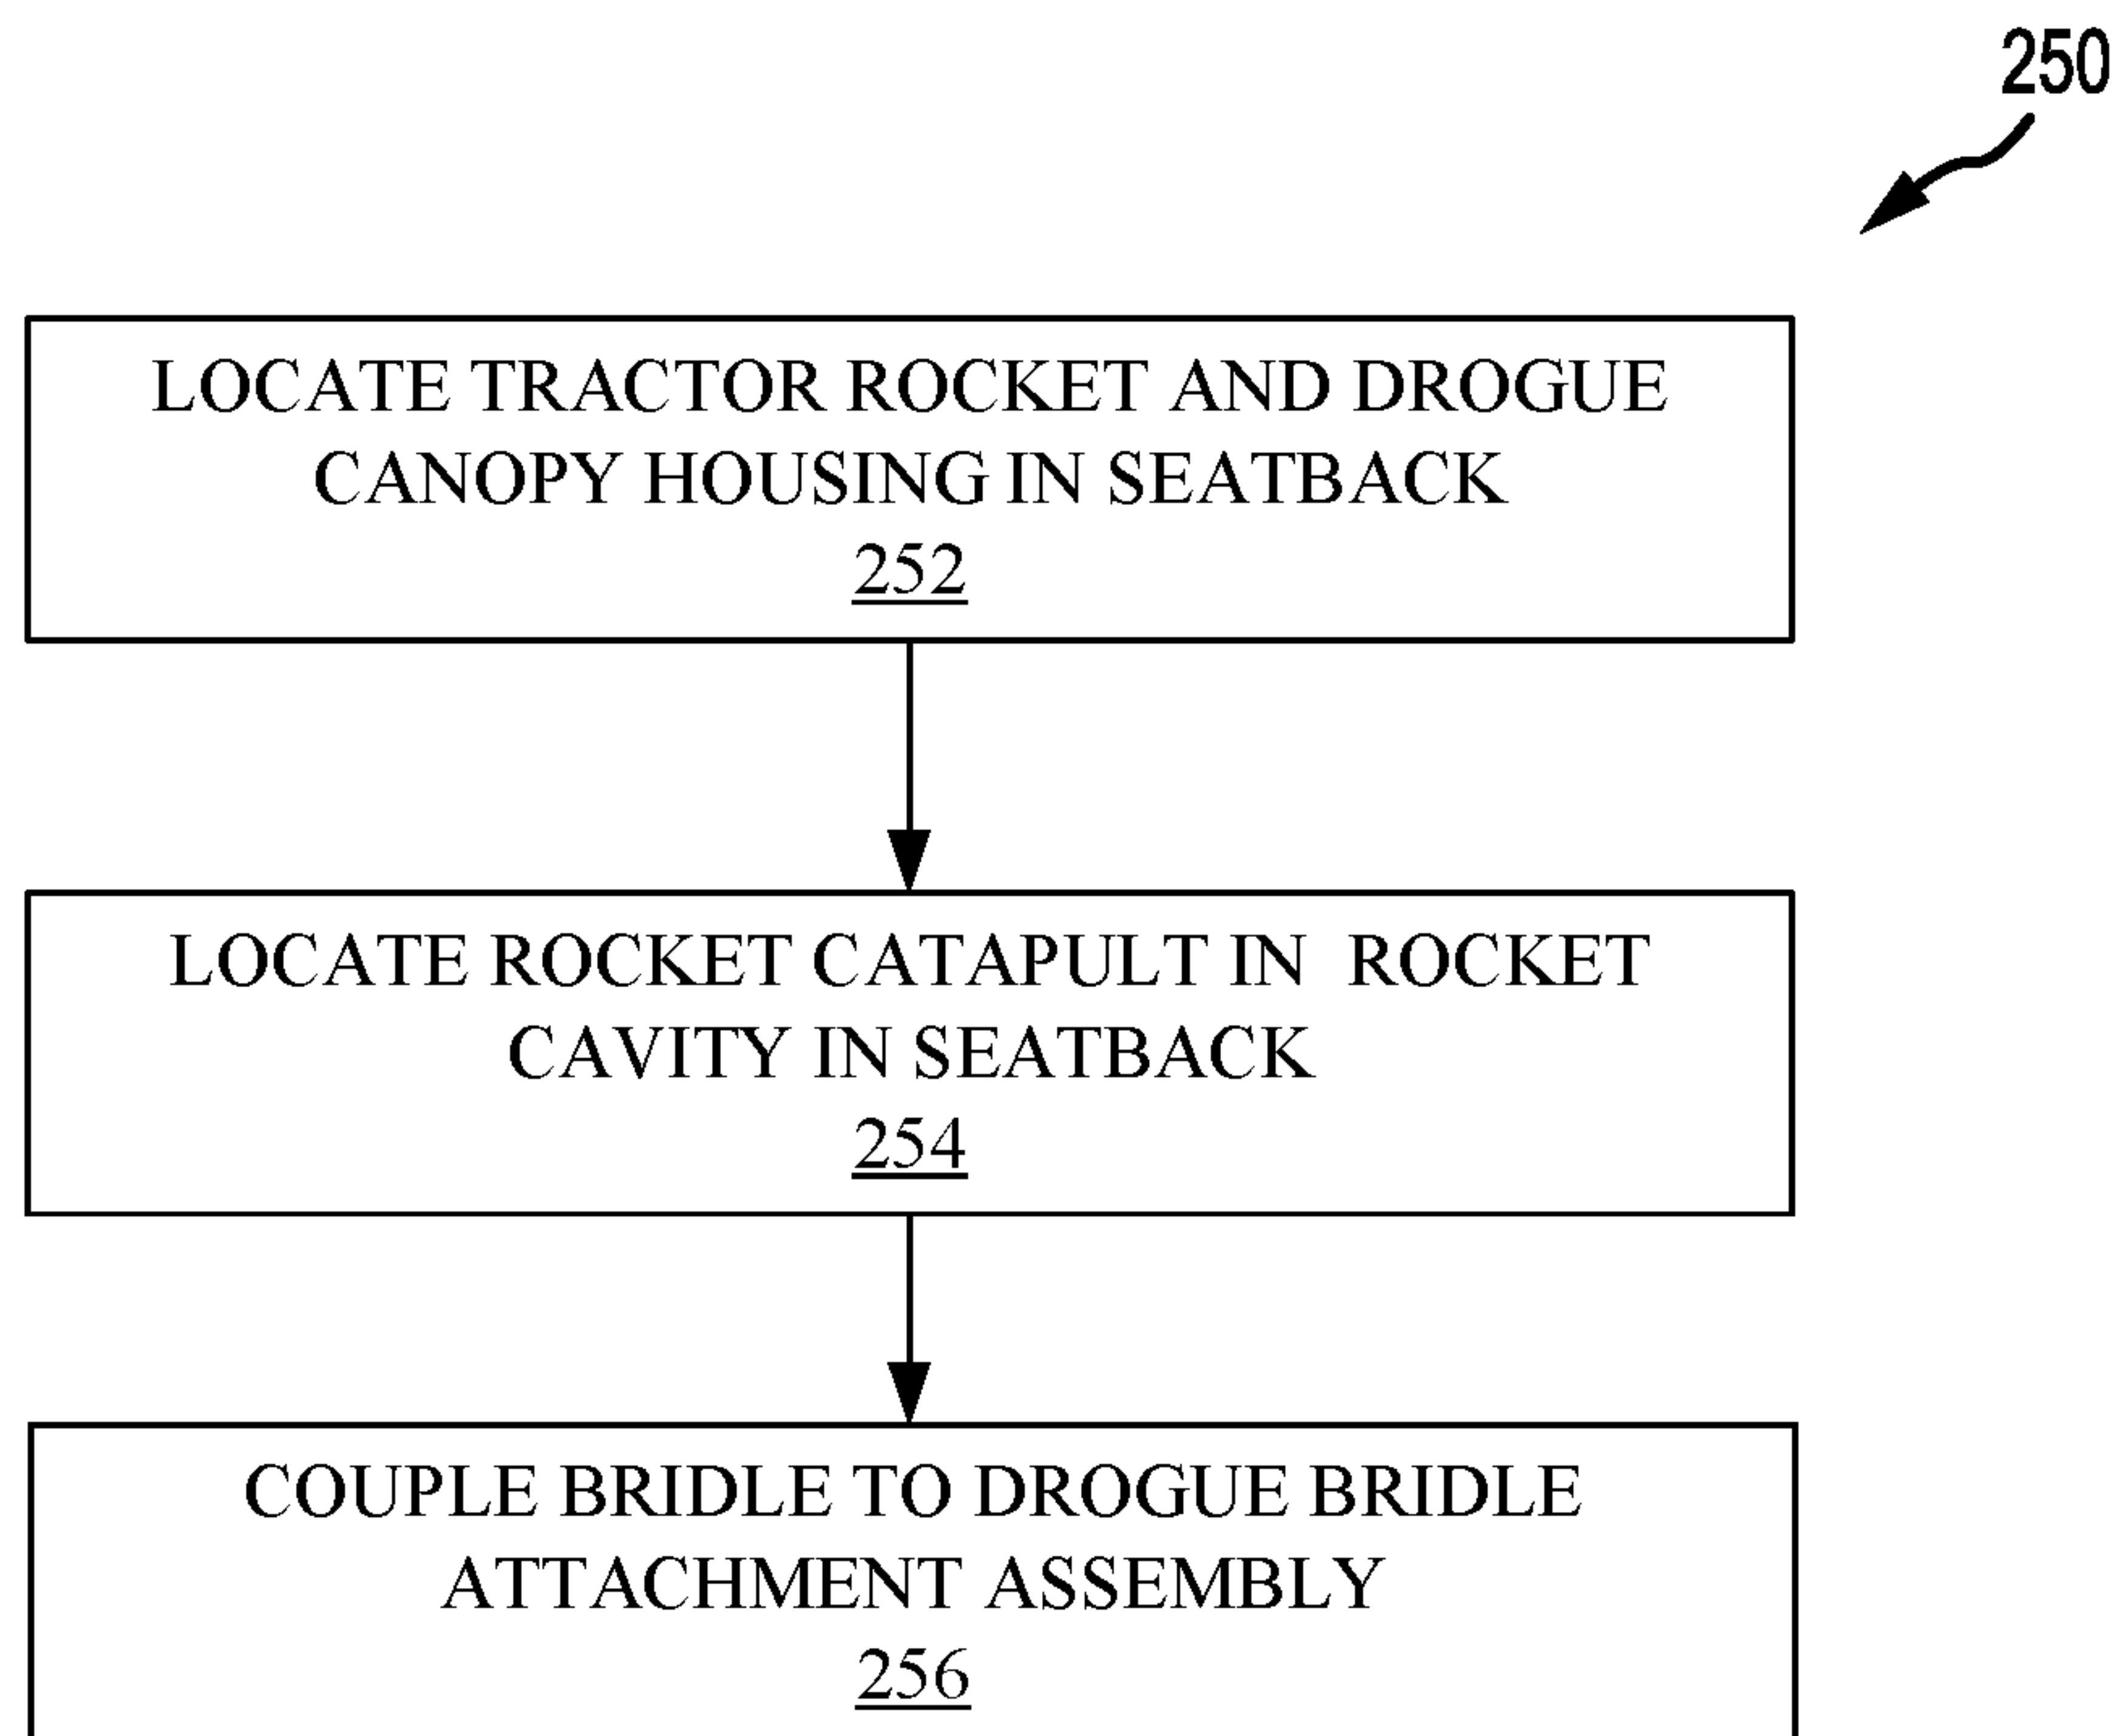 250
LOCATE TRACTOR ROCKET AND DROGUE
CANOPY HOUSING IN SEATBACK
252
LOCATE ROCKET CATAPULT IN ROCKET
CAVITY IN SEATBACK
254
COUPLE BRIDLE TO DROGUE BRIDLE
ATTACHMENT ASSEMBLY
256